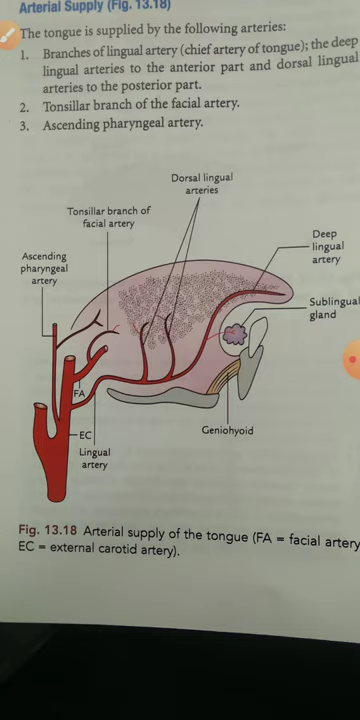 Arterial Supply (Fig. 13.18)
The tongue is supplied by the following arteries:
1. Branches of lingual artery (chief artery of tongue); the deep
lingual arteries to the anterior part and dorsal lingual
arteries to the posterior part.
2. Tonsillar branch of the facial artery.
3. Ascending pharyngeal artery.
Dorsal lingual
arteries
Tonsillar branch of
facial artery
Deep
lingual
artery
Ascending
pharyngeal
artery
Sublingual
gland
FA
EC
Lingual
artery
Geniohyoid
Fig. 13.18 Arterial supply of the tongue (FA = facial artery
EC = external carotid artery).